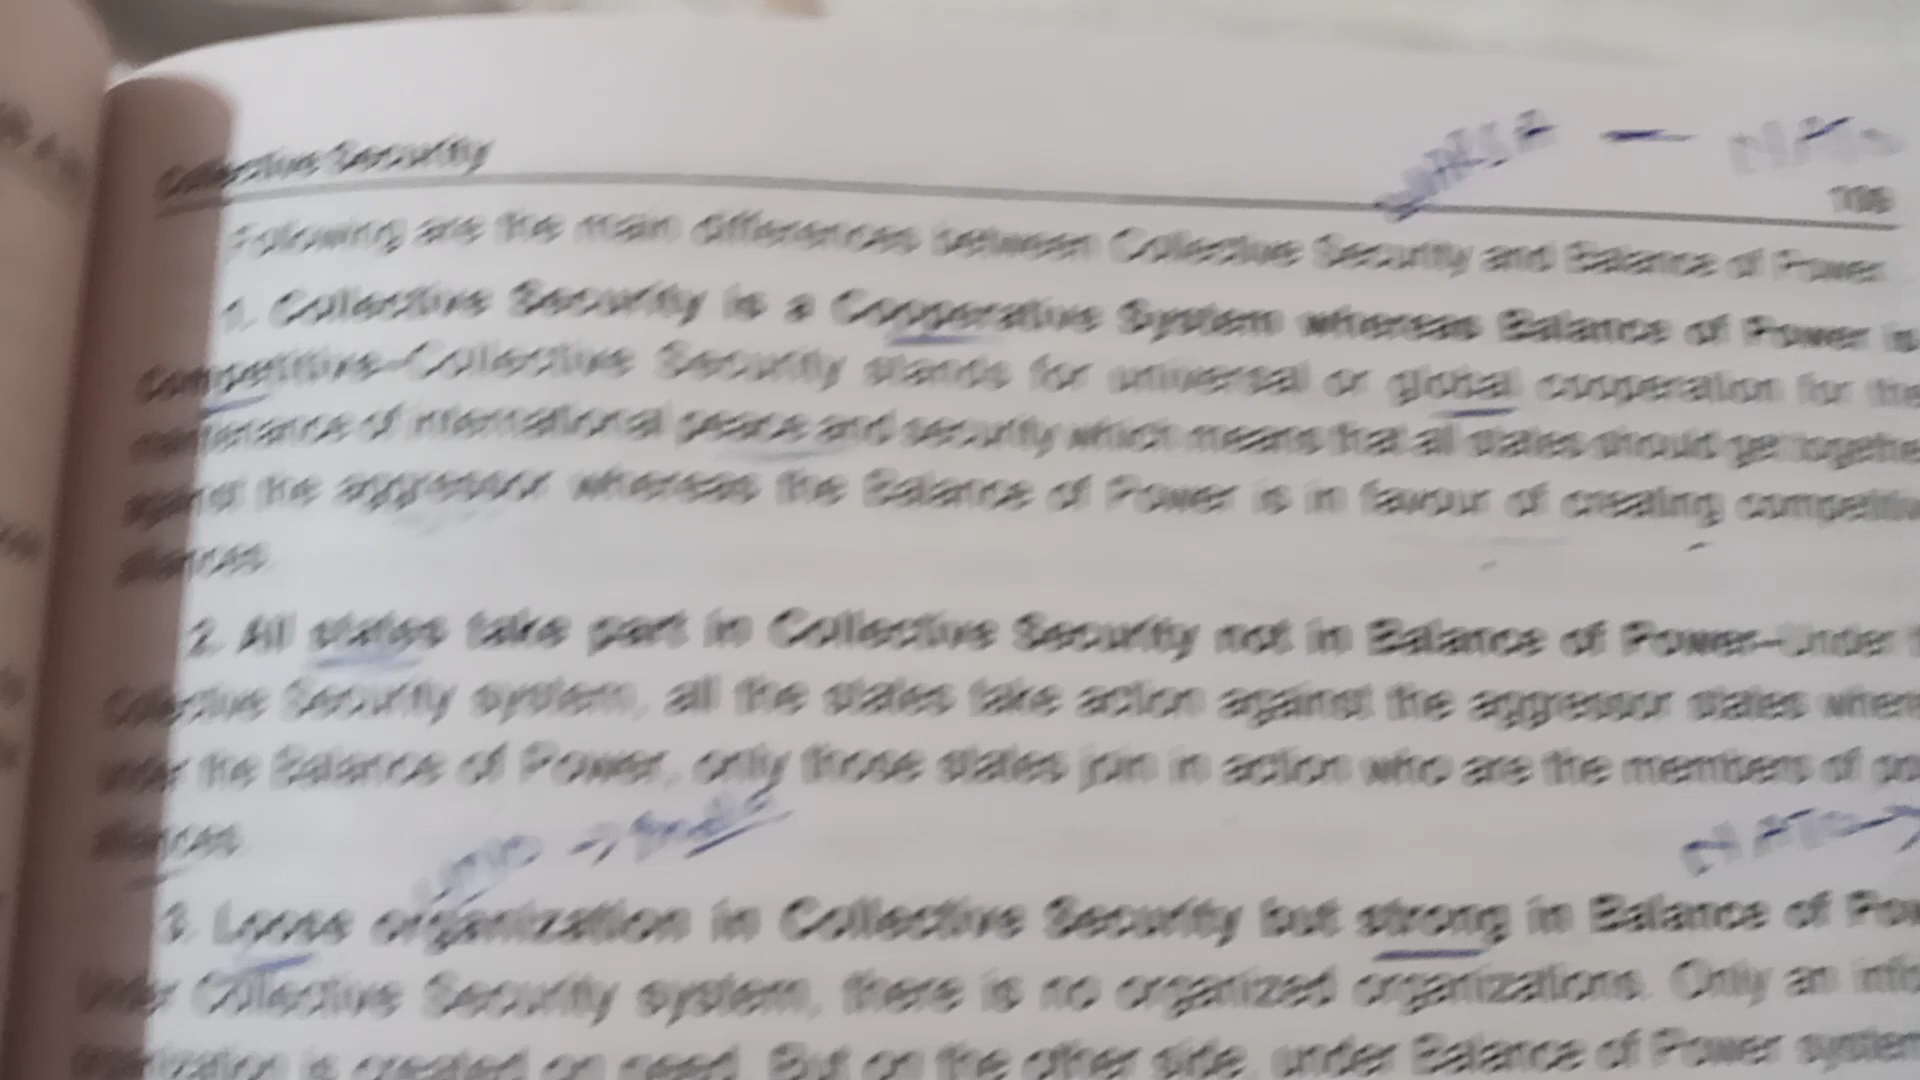 Collective Security
Following are the main differences between Collective Security and Balance of Power
1. Collective Security is a Cooperative System whereas Balance of Power is
Competitive–Collective Security stands for universal or global cooperation for the
maintenance of international peace and security which means that all states should get together
against the aggressor whereas the Balance of Power is in favour of creating competitive
alliances.
2. All states take part in Collective Security not in Balance of Power–Under
Collective Security system, all the states take action against the aggressor states where
under the Balance of Power, only those states join in action who are the members of
alliances.
NATO
3. Loose organization in Collective Security but strong in Balance of Pow
Under Collective Security system, there is no organized organizations. Only an info
is created on need. But on the other side, under Balance of Power system